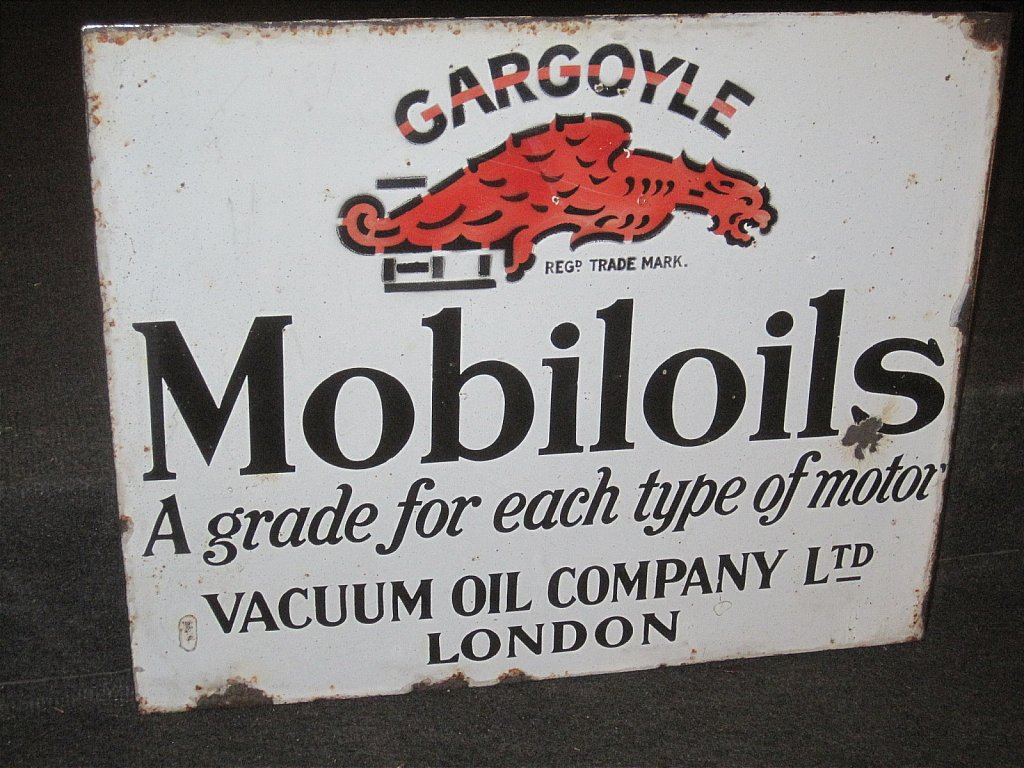 GARGOYLE
REGD TRADE MARK.
Mobiloils
A grade for each type of motor
VACUUM OIL COMPANY LTD
LONDON